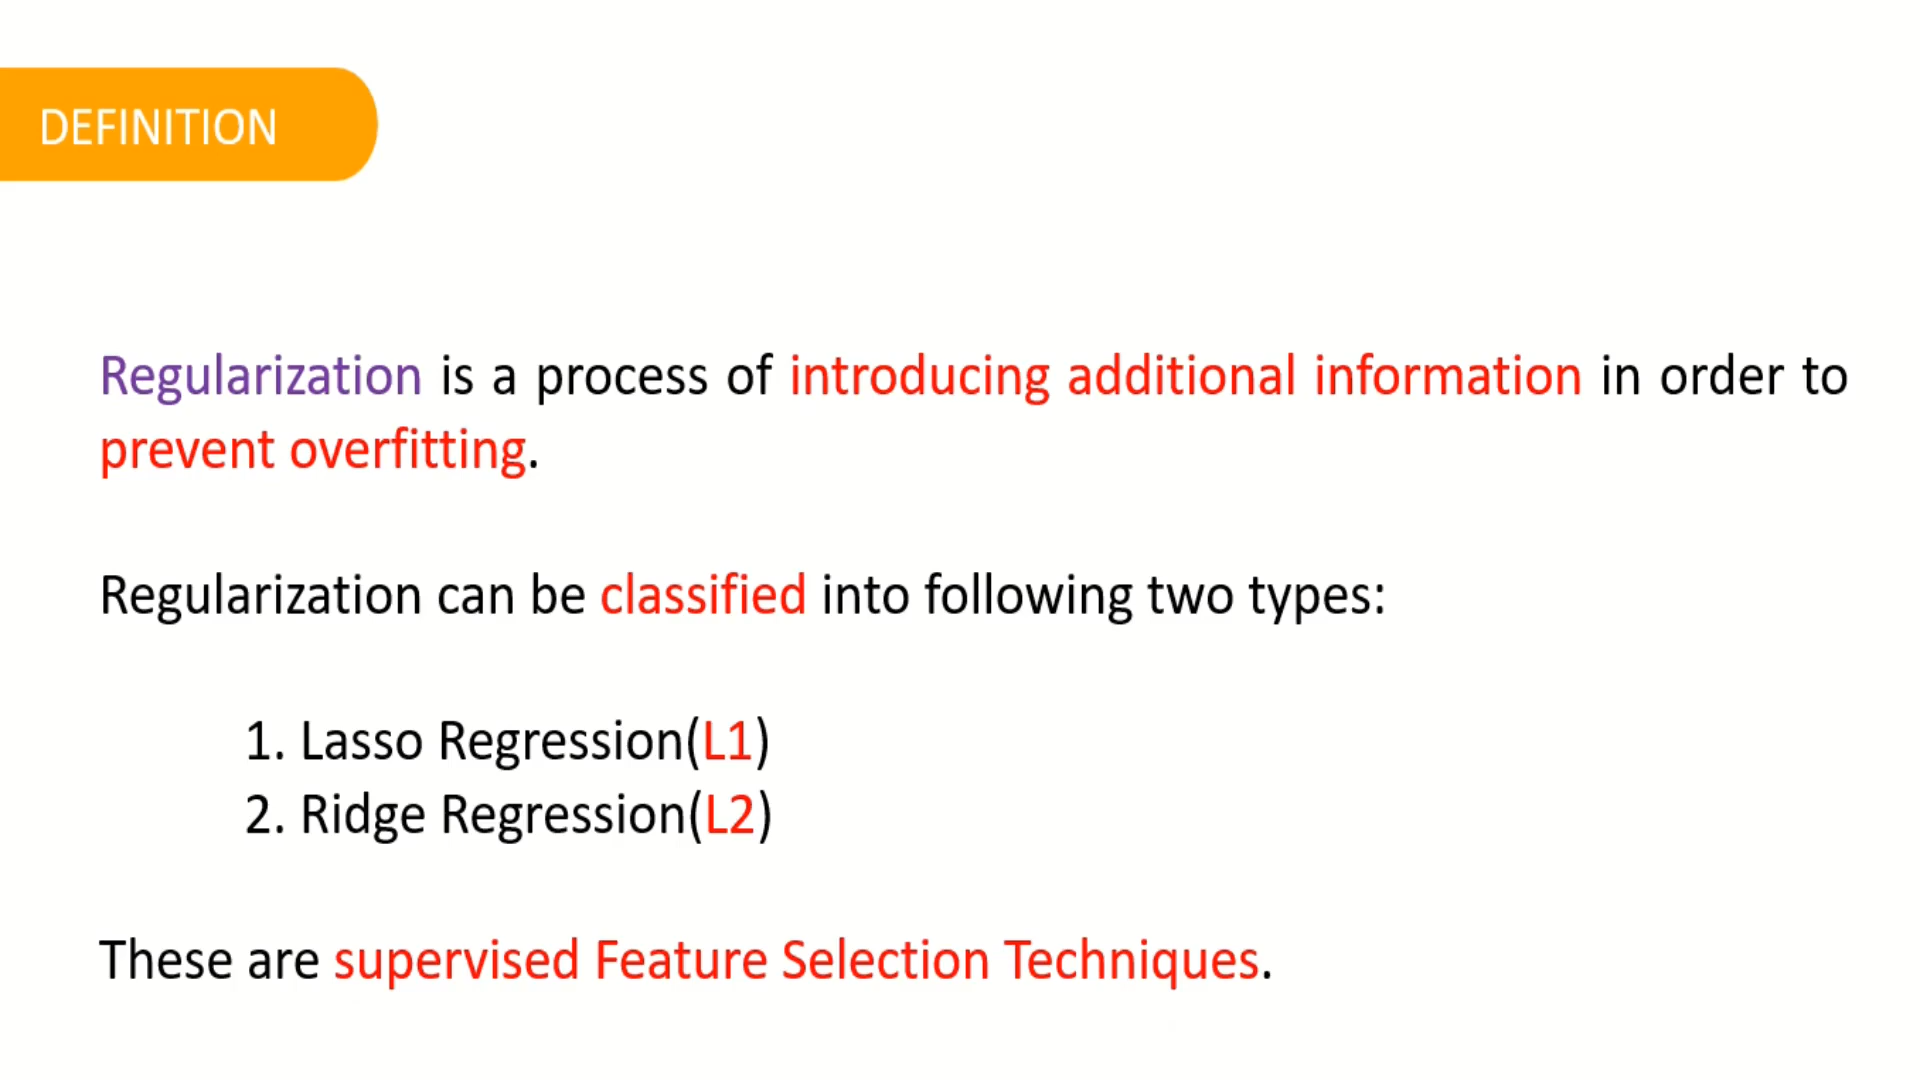 DEFINITION
Regularization is a process of introducing additional information in order to
prevent overfitting.
Regularization can be classified into following two types:
1. Lasso Regression(L1)
2. Ridge Regression(L2)
These are supervised Feature Selection Techniques.